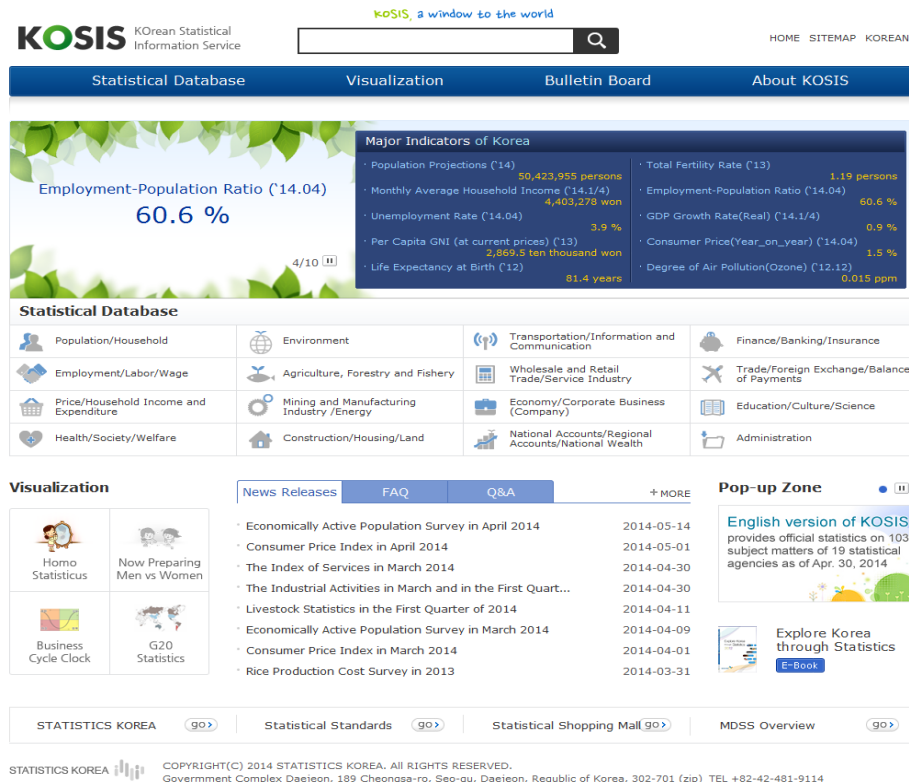 KOSIS, a window to the world
KOSIS KOrean Statistical
Information Service
HOME SITEMAP KOREAN
Statistical Database Visualization Bulletin Board About KOSIS
Employment-Population Ratio (‘14.04)
60.6 %
4/10
Major Indicators of Korea
· Population Projections (‘14)
50,423,955 persons
· Monthly Average Household Income (‘14.1/4)
4,403,278 won
· Unemployment Rate (‘14.04)
3.9 %
· Per Capita GNI (at current prices) (‘13)
2,869.5 ten thousand won
· Life Expectancy at Birth (‘12)
81.4 years
· Total Fertility Rate (‘13)
1.19 persons
· Employment-Population Ratio (‘14.04)
60.6 %
· GDP Growth Rate(Real) (‘14.1/4)
0.9 %
· Consumer Price(Year_on_year) (‘14.04)
1.5 %
· Degree of Air Pollution(Ozone) (‘12.12)
0.015 ppm
Statistical Database
Population/Household
Environment
Transportation/Information and
Communication
Finance/Banking/Insurance
Employment/Labor/Wage
Agriculture, Forestry and Fishery
Wholesale and Retail
Trade/Service Industry
Trade/Foreign Exchange/Balance
of Payments
Price/Household Income and
Expenditure
Mining and Manufacturing
Industry /Energy
Economy/Corporate Business
(Company)
Education/Culture/Science
Health/Society/Welfare
Construction/Housing/Land
National Accounts/Regional
Accounts/National Wealth
Administration
Visualization
Homo
Statisticus
Now Preparing
Men vs Women
Business
Cycle Clock
G20
Statistics
News Releases FAQ Q&A +MORE
Economically Active Population Survey in April 2014 2014-05-14
Consumer Price Index in April 2014 2014-05-01
The Index of Services in March 2014 2014-04-30
The Industrial Activities in March and in the First Quart... 2014-04-30
Livestock Statistics in the First Quarter of 2014 2014-04-11
Economically Active Population Survey in March 2014 2014-04-09
Consumer Price Index in March 2014 2014-04-01
Rice Production Cost Survey in 2013 2014-03-31
Pop-up Zone
English version of KOSIS
provides official statistics on 103
subject matters of 19 statistical
agencies as of Apr. 30, 2014
Explore Korea
through Statistics
E-Book
STATISTICS KOREA go
Statistical Standards go
Statistical Shopping Mall go
MDSS Overview go
STATISTICS KOREA
COPYRIGHT(C) 2014 STATISTICS KOREA. All RIGHTS RESERVED.
Government Complex Daejeon, 189 Cheongsa-ro, Seo-gu, Daejeon, Republic of Korea, 302-701 (zip) TEL +82-42-481-9114